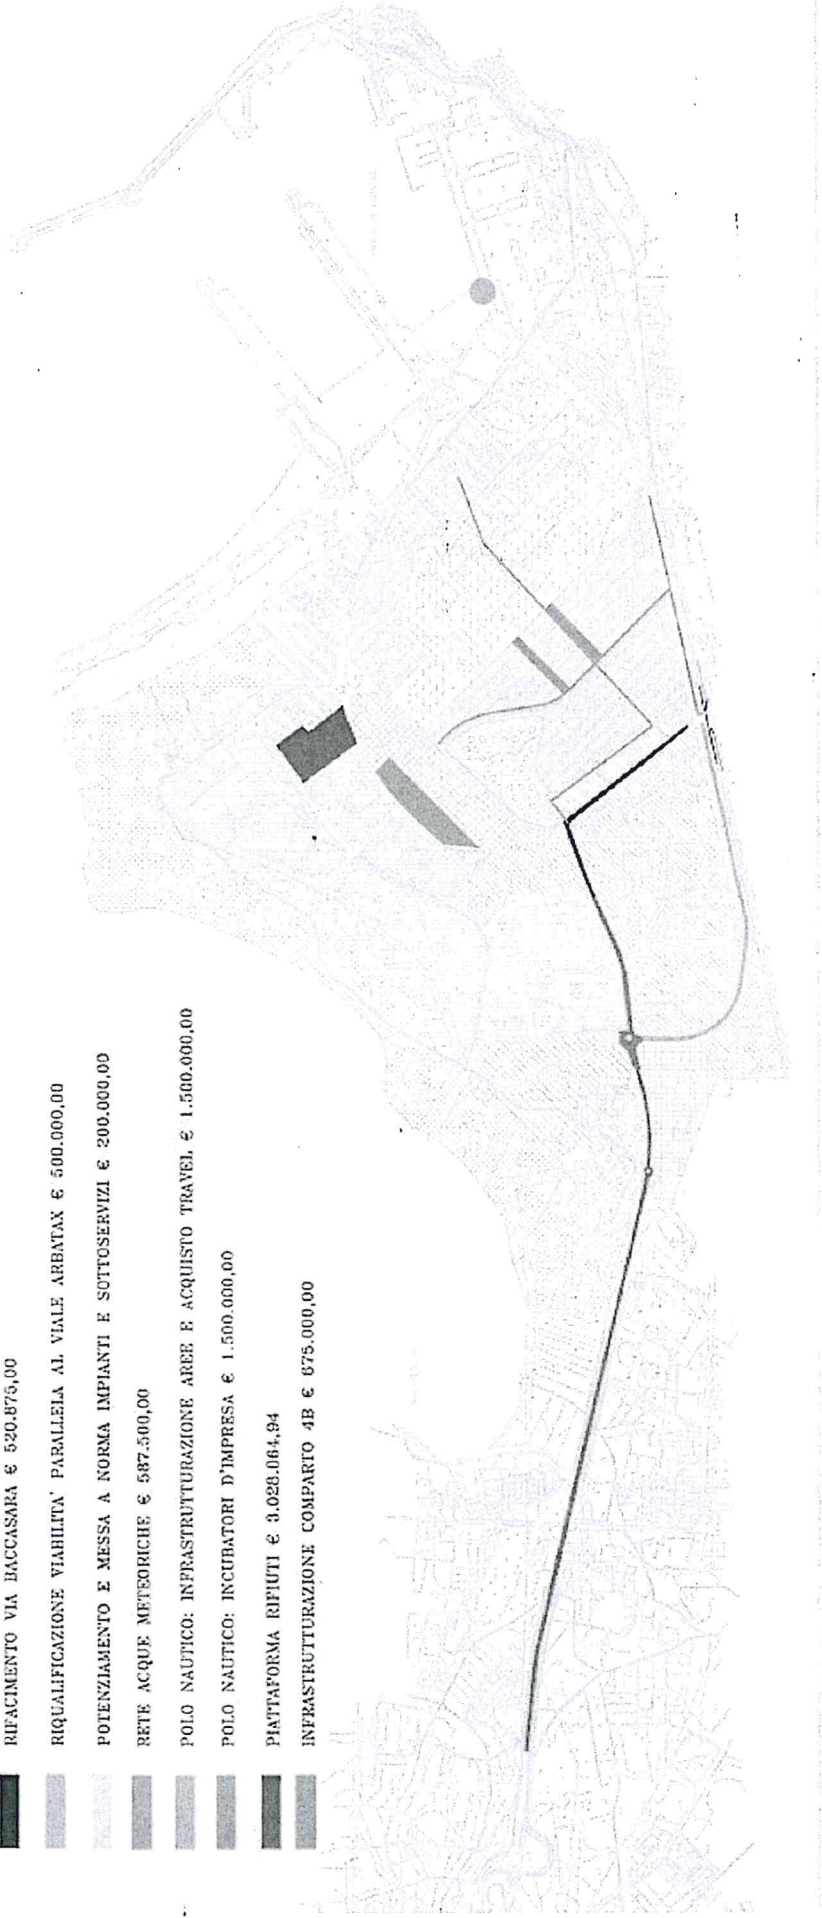 RIFACIMENTO VIA BACCASARA € 520.875,00
RIQUALIFICAZIONE VIABILITA' PARALLELA AL VIALE ARBATAX € 500.000,00
POTENZIAMENTO E MESSA A NORMA IMPIANTI E SOTTOSERVIZI € 200.000,00
RETE ACQUE METEORICHE € 587.500,00
POLO NAUTICO: INFRASTRUTTURAZIONE AREE E ACQUISTO TRAVEL € 1.500.000,00
POLO NAUTICO: INCUBATORI D'IMPRESA € 1.500.000,00
PIATTAFORMA RIFIUTI € 3.028.064,94
INFRASTRUTTURAZIONE COMPARTO 4B € 675.000,00